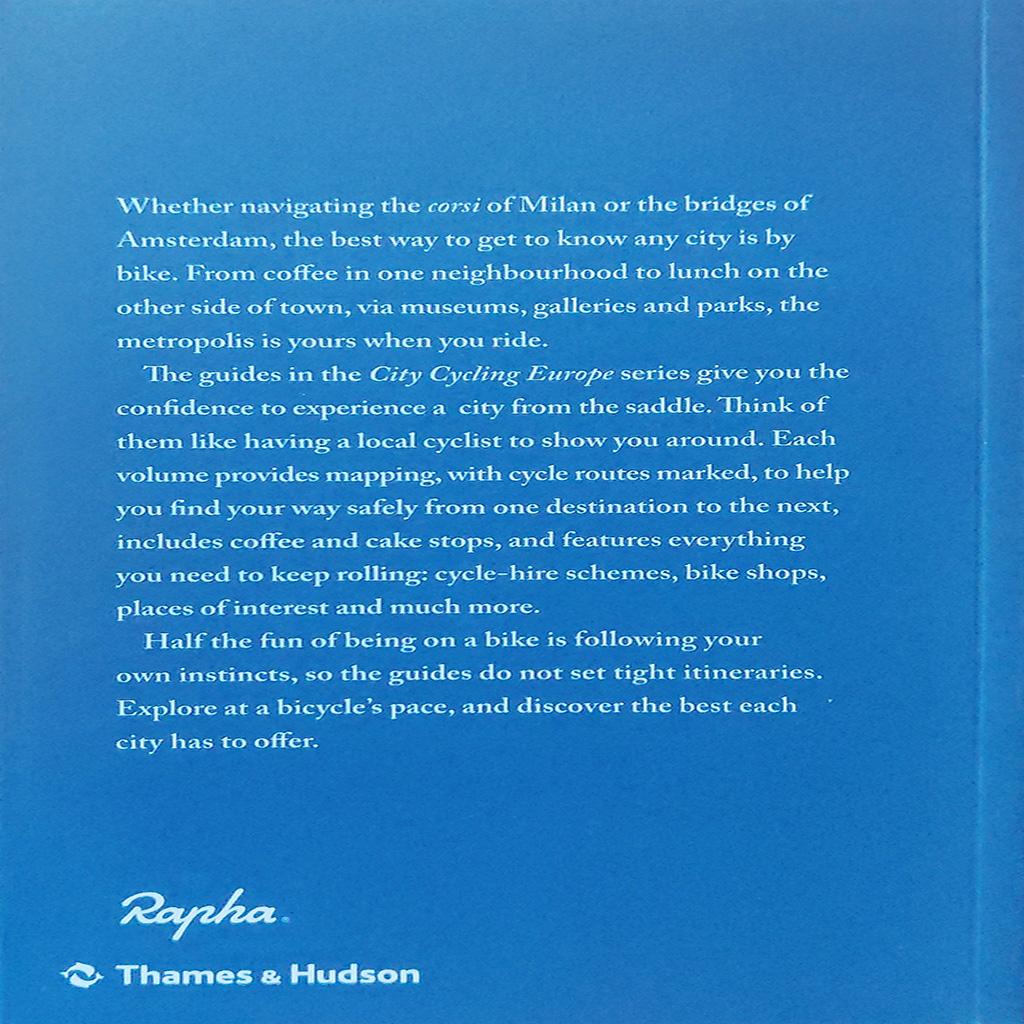 Whether navigating the corsi of Milan or the bridges of
Amsterdam, the best way to get to know any city is by
bike. From coffee in one neighbourhood to lunch on the
other side of town, via museums, galleries and parks, the
metropolis is yours when you ride.
The guides in the City Cycling Europe series give you the
confidence to experience a city from the saddle. Think of
them like having a local cyclist to show you around. Each
volume provides mapping, with cycle routes marked, to help
you find your way safely from one destination to the next,
includes coffee and cake stops, and features everything
you need to keep rolling: cycle-hire schemes, bike shops,
places of interest and much more.
Half the fun of being on a bike is following your
own instincts, so the guides do not set tight itineraries.
Explore at a bicycle's pace, and discover the best each
city has to offer.
Rapha.
Thames & Hudson